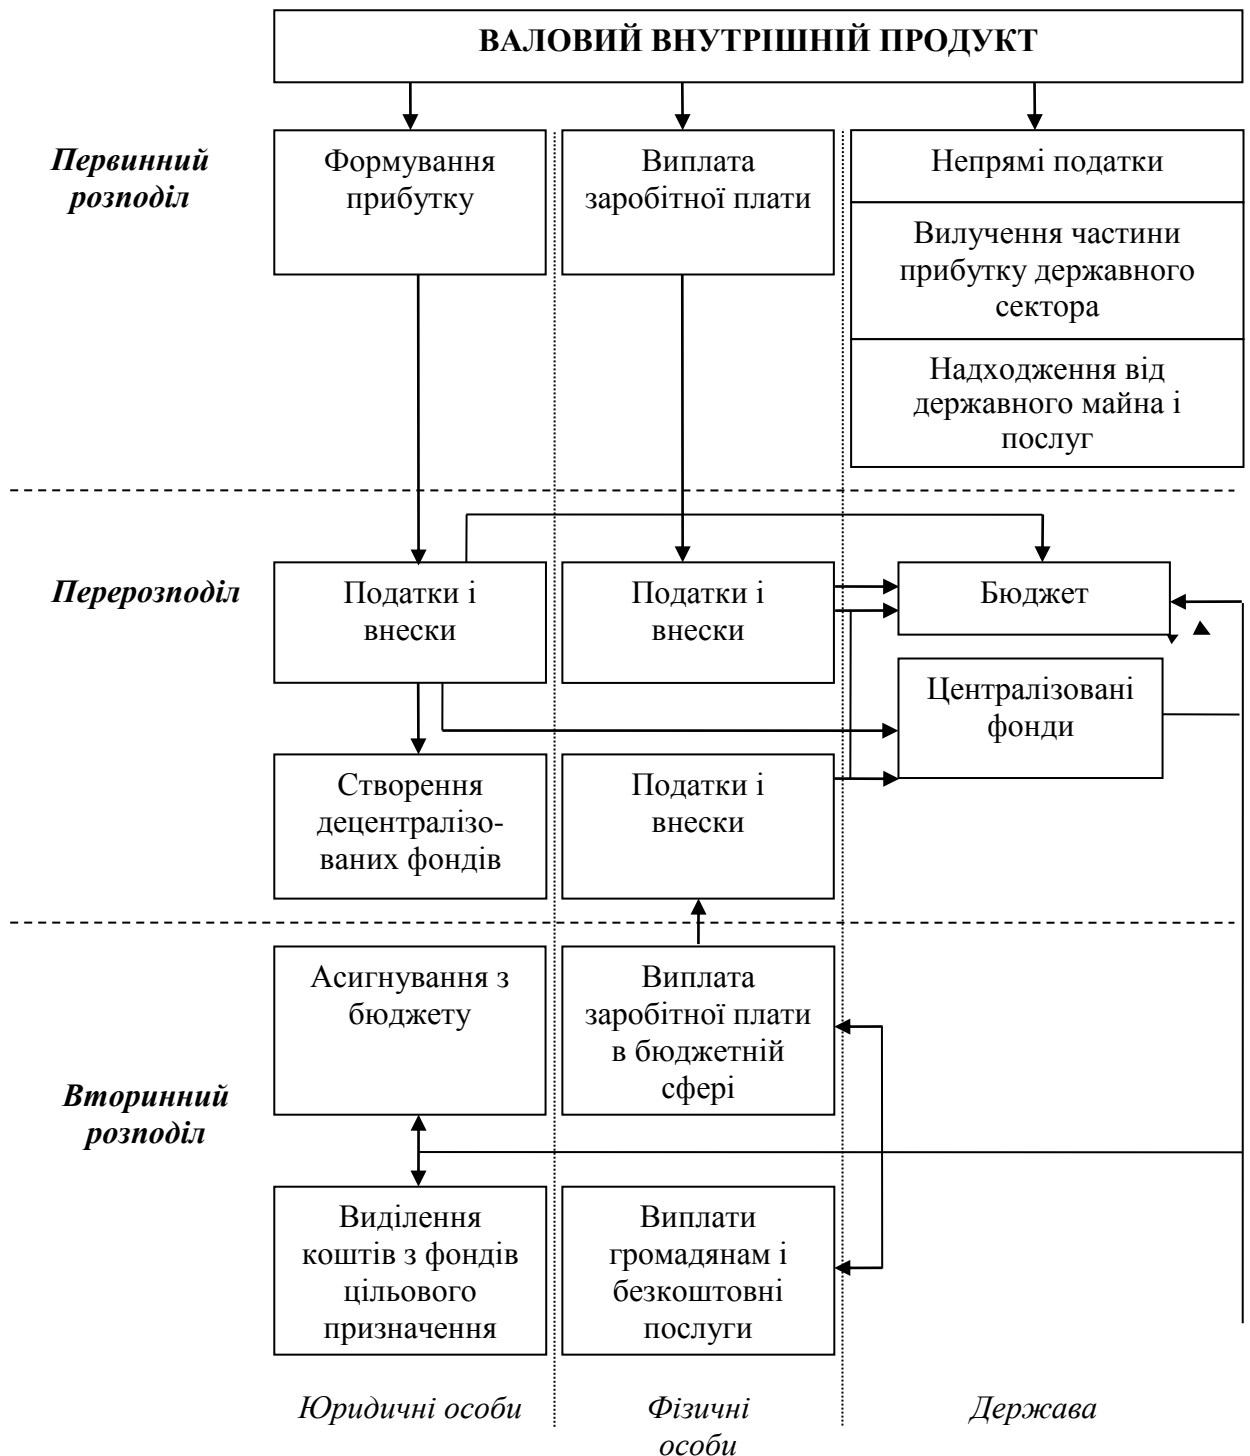 ВАЛОВИЙ ВНУТРІШНІЙ ПРОДУКТ
Первинний
розподіл
Формування
прибутку
Виплата
заробітної плати
Непрямі податки
Вилучення частини
прибутку державного
сектора
Надходження від
державного майна і
послуг
Перерозподіл
Податки і
внески
Податки і
внески
Бюджет
Централізовані
фонди
Створення
децентралізо-
ваних фондів
Податки і
внески
Вторинний
розподіл
Асигнування з
бюджету
Виплата
заробітної плати
в бюджетній
сфері
Виділення
коштів з фондів
цільового
призначення
Виплати
громадянам і
безкоштовні
послуги
Юридичні особи
Фізичні
особи
Держава